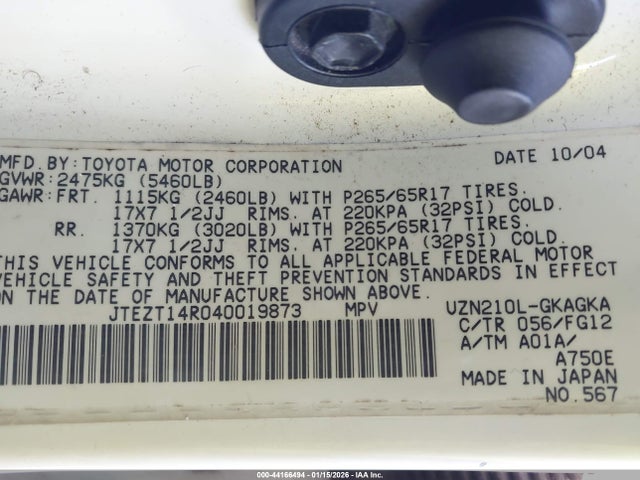 MFD. BY: TOYOTA MOTOR CORPORATION DATE 10/04
GVWR: 2475KG (5460LB)
GAWR: FRT. 1115KG (2460LB) WITH P265/65R17 TIRES.
17X7 1/2JJ RIMS. AT 220KPA (32PSI) COLD.
RR. 1370KG (3020LB) WITH P265/65R17 TIRES.
17X7 1/2JJ RIMS. AT 220KPA (32PSI) COLD.
THIS VEHICLE CONFORMS TO ALL APPLICABLE FEDERAL MOTOR
VEHICLE SAFETY AND THEFT PREVENTION STANDARDS IN EFFECT
ON THE DATE OF MANUFACTURE SHOWN ABOVE.
JTEZT14R040019873 MPV UZN210L-GKAGKA
C/TR 056/FG12
A/TM A01A/
A750E
MADE IN JAPAN
NO.567
000-44166494 - 01/15/2026 - IAA Inc.